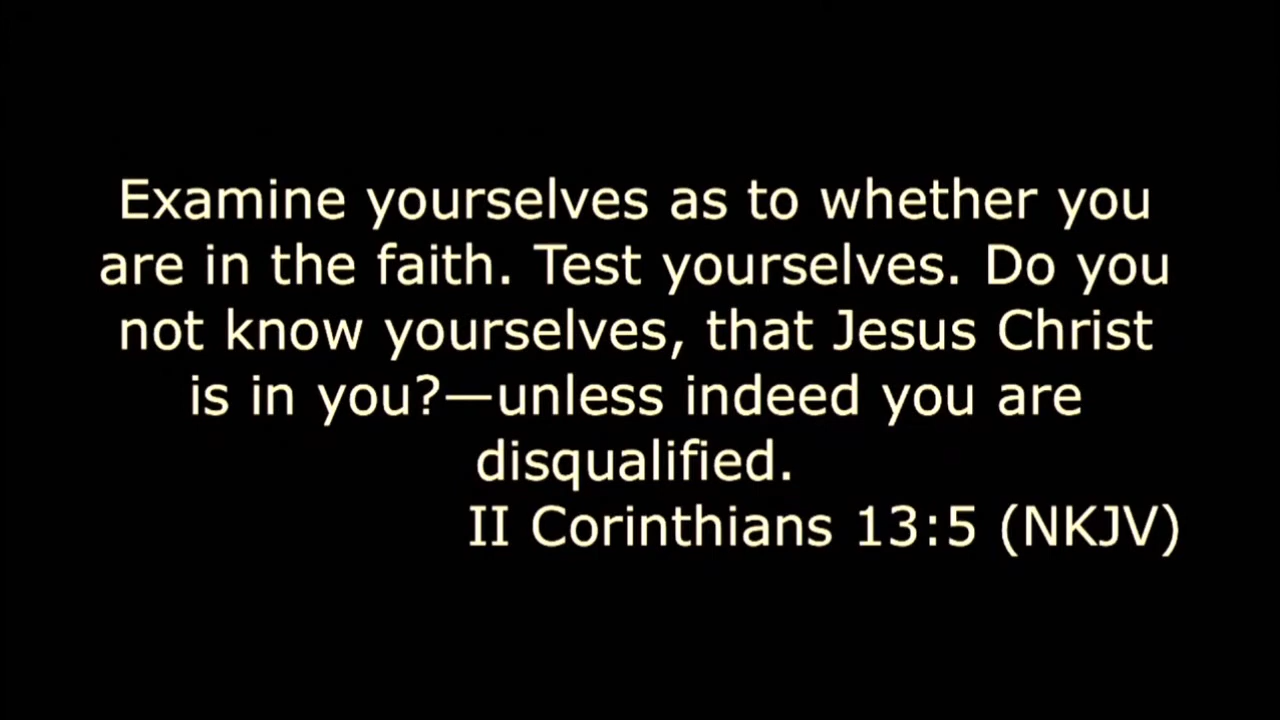 Examine yourselves as to whether you
are in the faith. Test yourselves. Do you
not know yourselves, that Jesus Christ
is in you?—unless indeed you are
disqualified.
II Corinthians 13:5 (NKJV)